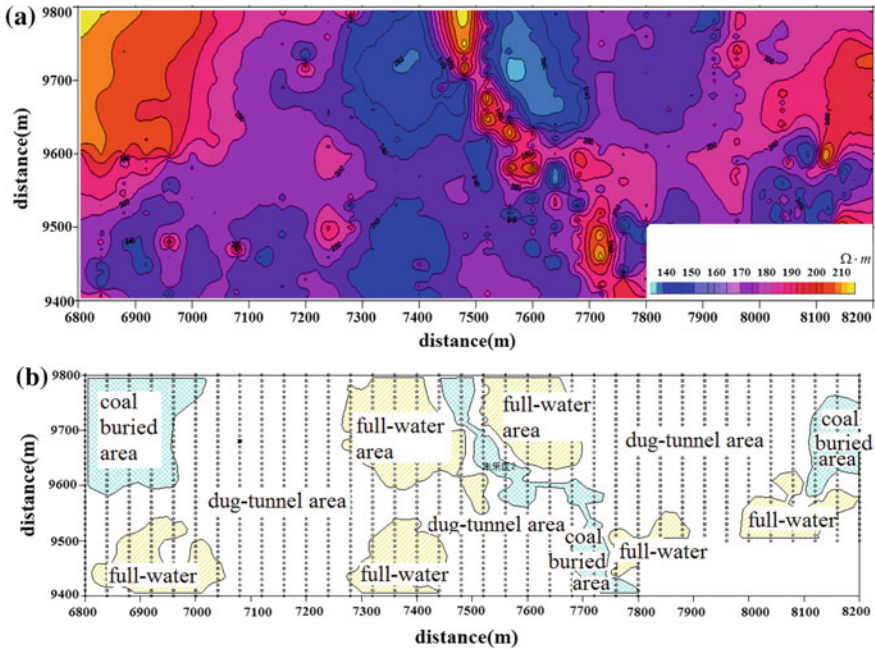 (a)
9800
9700
9600
9500
9400
distance(m)
6800 7000 7100 7200 7300 7400 7500 7600 7700 7800 7900 8000 8100 8200
distance(m)
Ω·m
140 150 160 170 180 190 200 210
(b)
9800
9700
9600
9500
9400
distance(m)
coal
buried
area
full-water
area
full-water
area
dug-tunnel area
coal
buried
area
dug-tunnel area
dug-tunnel area
full-water
full-water
coal
buried
area
full-water
full-water
6800 6900 7000 7100 7200 7300 7400 7500 7600 7700 7800 7900 8000 8100 8200
distance(m)